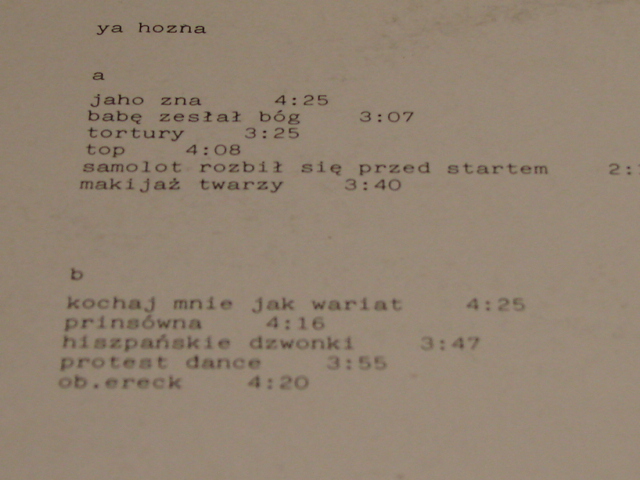 ya hozna
a
jaho zna 4:25
babę zesłał bóg 3:07
tortury 3:25
top 4:08
samolot rozbił się przed startem
makijaż twarzy 3:40
b
kochaj mnie jak wariat 4:25
prinsówna 4:16
hiszpańskie dzwonki 3:47
protest dance 3:55
ob.ereck 4:20